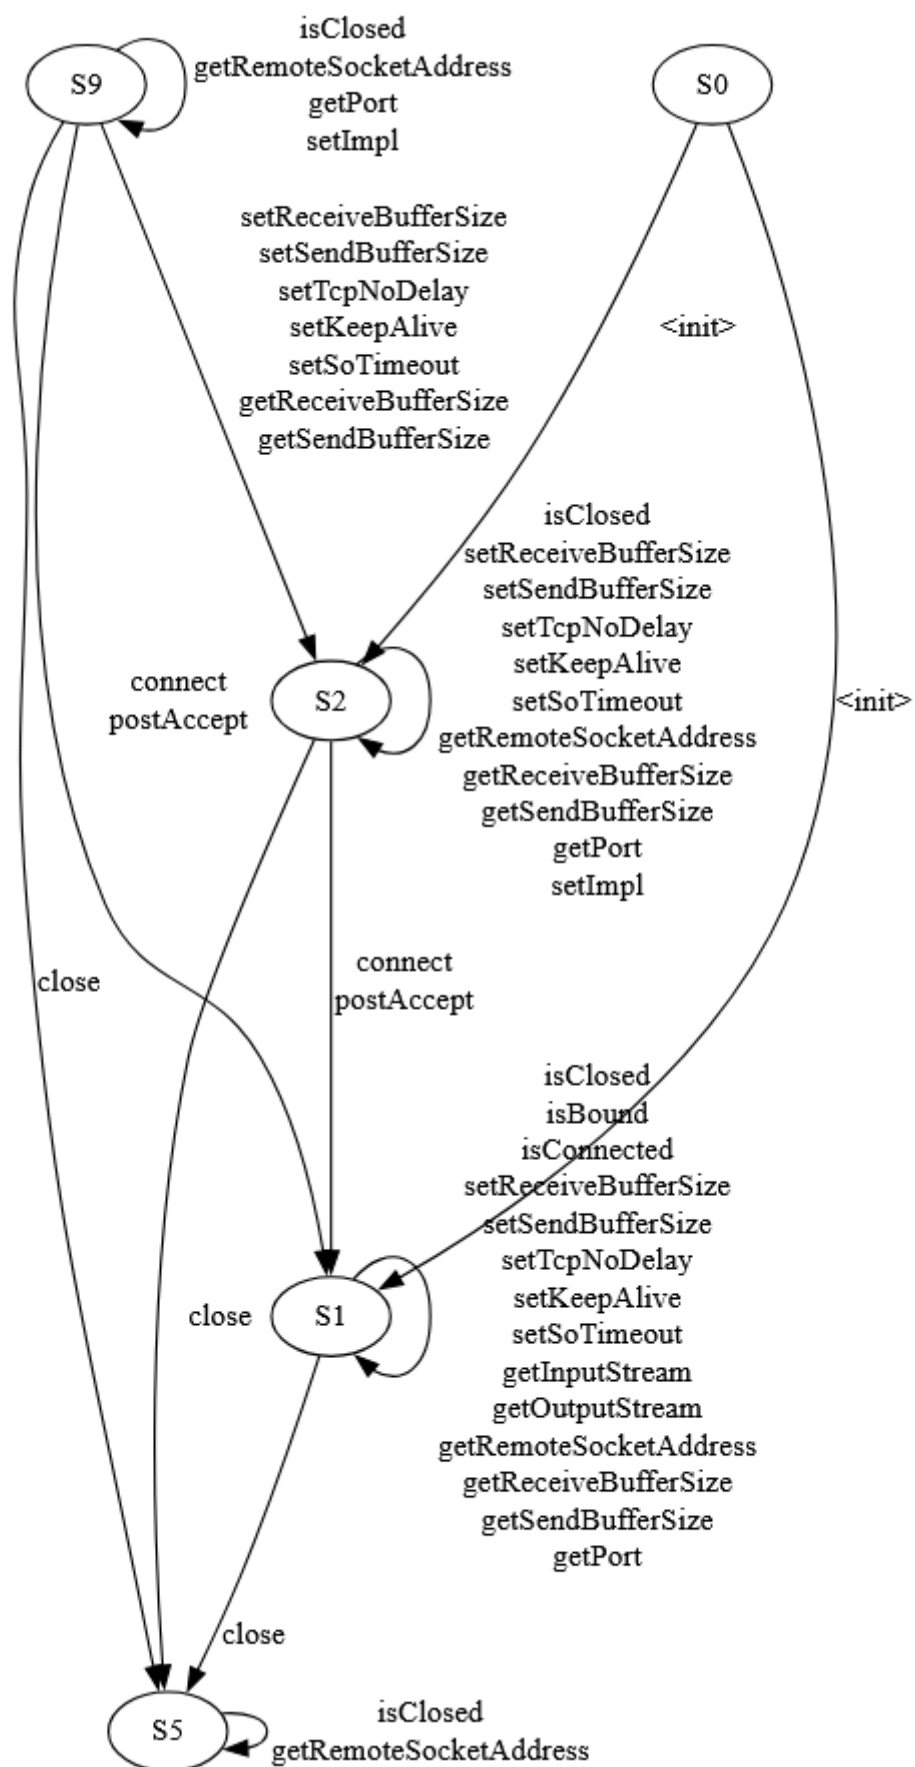 isClosed
S9
getRemoteSocketAddress
S0
getPort
setImpl
setReceiveBufferSize
setSendBufferSize
setTcpNoDelay
setKeepAlive
<init>
setSoTimeout
getReceiveBufferSize
getSendBufferSize
isClosed
setReceiveBufferSize
setSendBufferSize
setTcpNoDelay
setKeepAlive
setSoTimeout
getRemoteSocketAddress
getReceiveBufferSize
getSendBufferSize
getPort
setImpl
connect
postAccept
S2
<init>
close
connect
postAccept
isClosed
isBound
isConnected
setReceiveBufferSize
setSendBufferSize
setTcpNoDelay
setKeepAlive
setSoTimeout
getInputStream
getOutputStream
getRemoteSocketAddress
getReceiveBufferSize
getSendBufferSize
getPort
close
S1
close
S5
isClosed
getRemoteSocketAddress